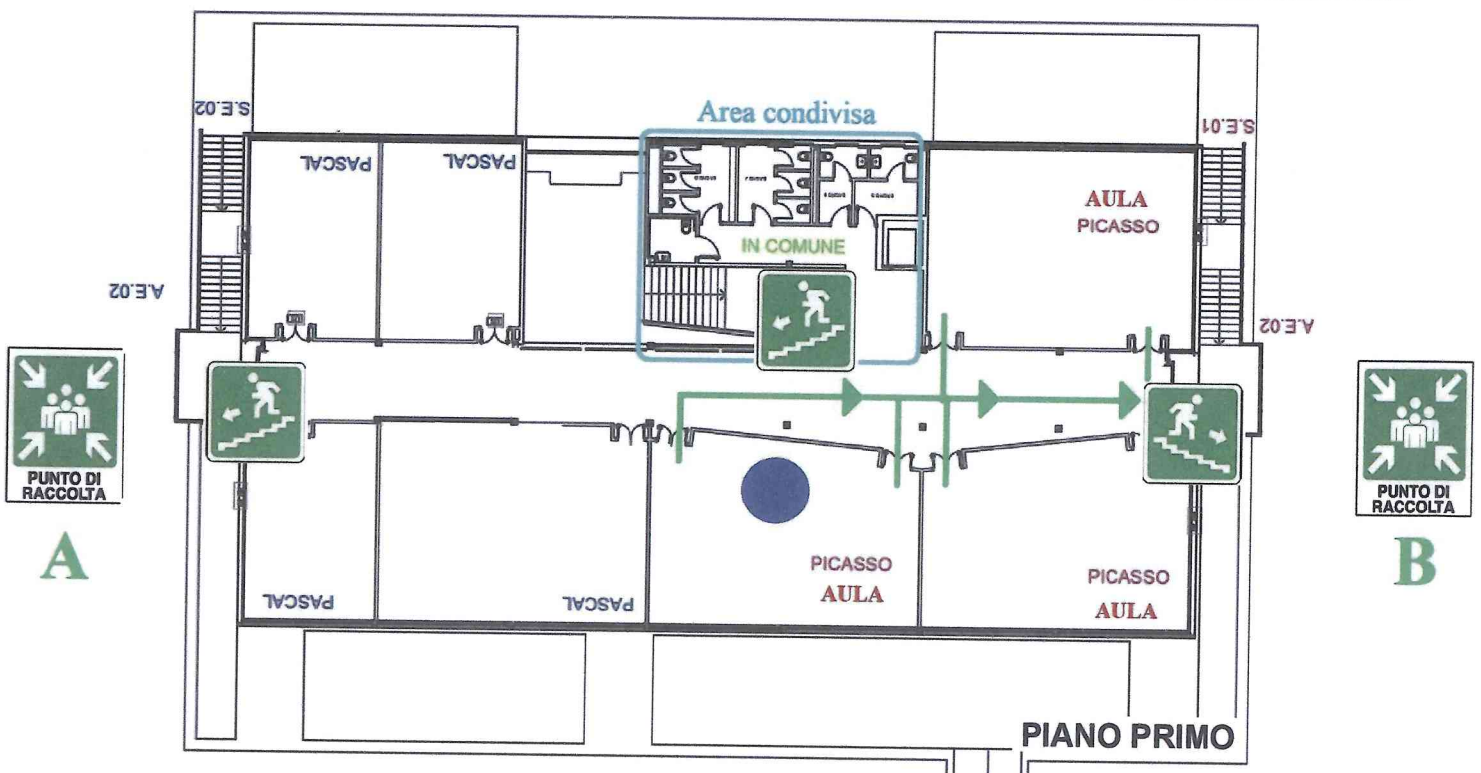 Area condivisa
S.E.02
S.E.01
PASCAL
PASCAL
AULA
PICASSO
IN COMUNE
A.E.02
A.E.02
PUNTO DI
RACCOLTA
A
PUNTO DI
RACCOLTA
B
PICASSO
AULA
PICASSO
AULA
PASCAL
PASCAL
PIANO PRIMO